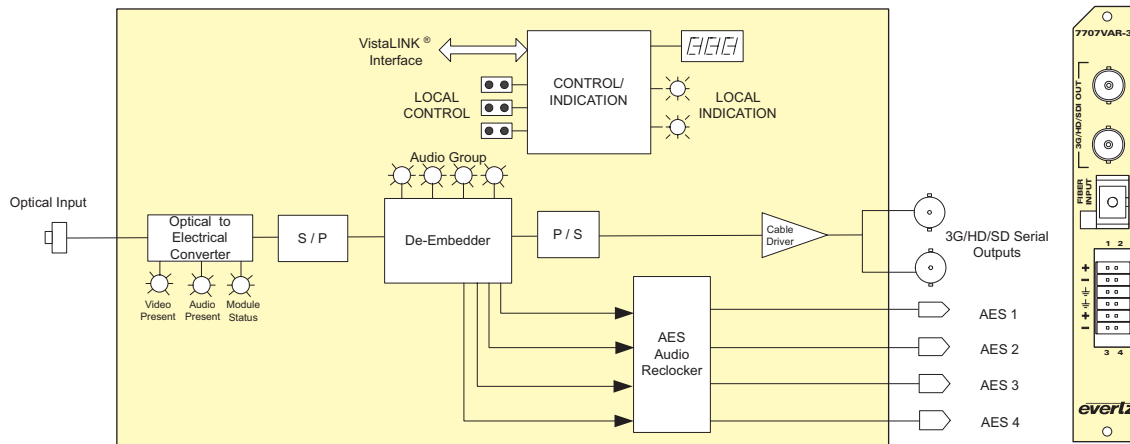 VistaLINK ®
Interface
LOCAL
CONTROL
CONTROL/
INDICATION
LOCAL
INDICATION
Audio Group
Optical Input
Optical to
Electrical
Converter
S / P
De-Embedder
P / S
Cable
Driver
3G/HD/SD Serial
Outputs
Video
Present
Audio
Present
Module
Status
AES
Audio
Reclocker
AES 1
AES 2
AES 3
AES 4
7707VAR-3
3G/HD/SDI OUT
FIBER
INPUT
1 2
+
−
+
−
3 4
evertz